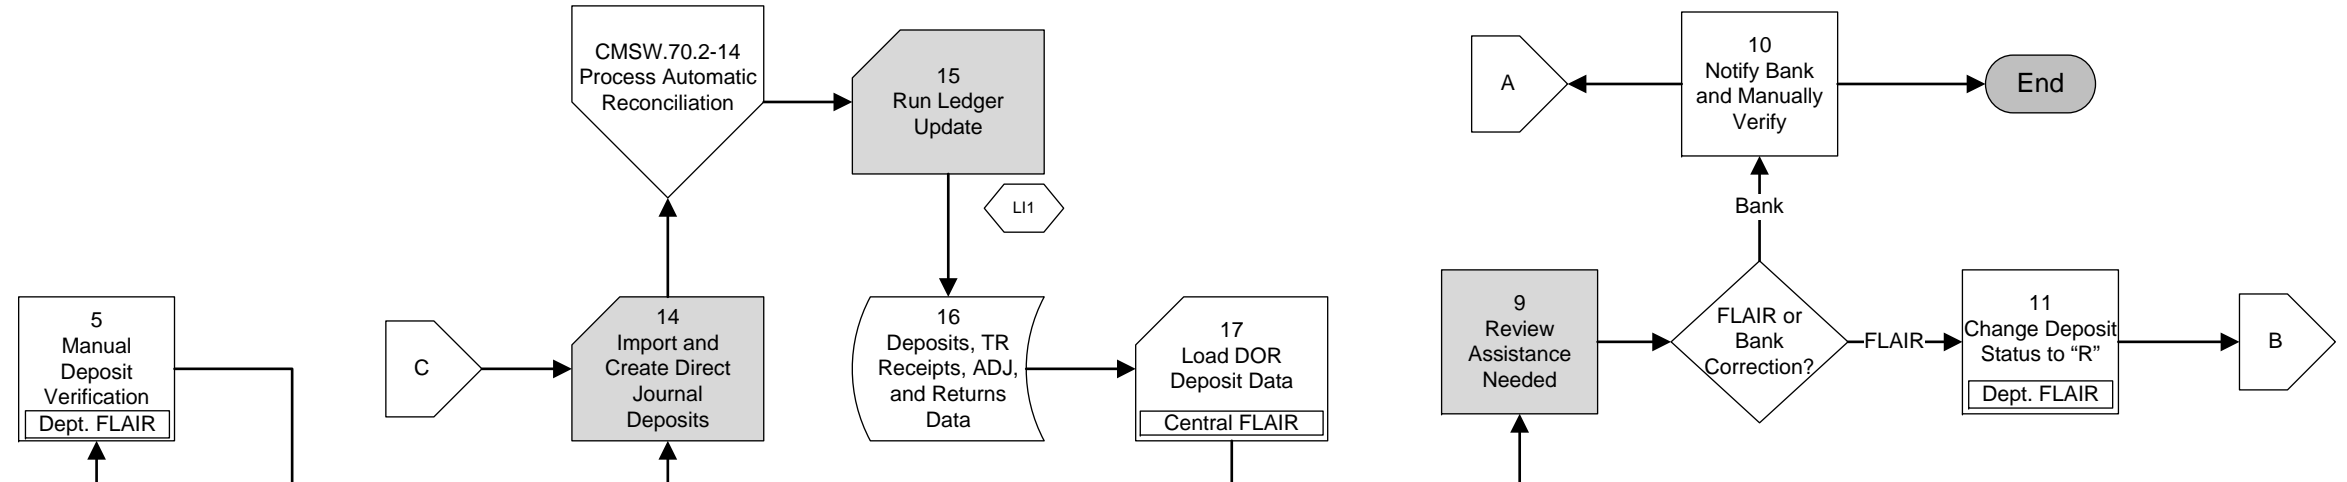 CMSW.70.2-14
Process Automatic
Reconciliation
15
Run Ledger
Update
LI1
A
10
Notify Bank
and Manually
Verify
End
Bank
5
Manual
Deposit
Verification
Dept. FLAIR
C
14
Import and
Create Direct
Journal
Deposits
16
Deposits, TR
Receipts, ADJ,
and Returns
Data
17
Load DOR
Deposit Data
Central FLAIR
9
Review
Assistance
Needed
FLAIR or
Bank
Correction?
FLAIR
11
Change Deposit
Status to “R”
Dept. FLAIR
B